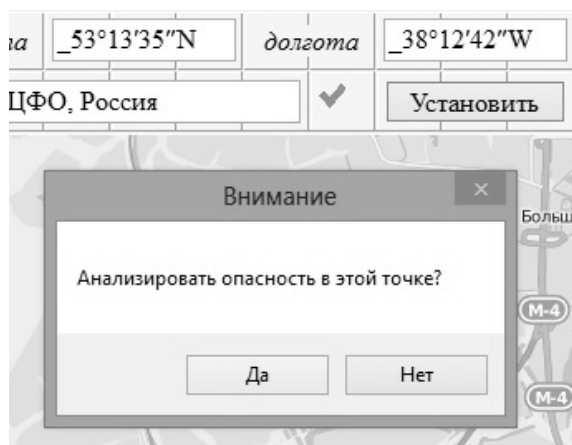 _53°13'35"N долгота _38°12'42"W
ЦФО, Россия Установить
Внимание
Больш
Анализировать опасность в этой точке?
М-4
Да Нет
М-4